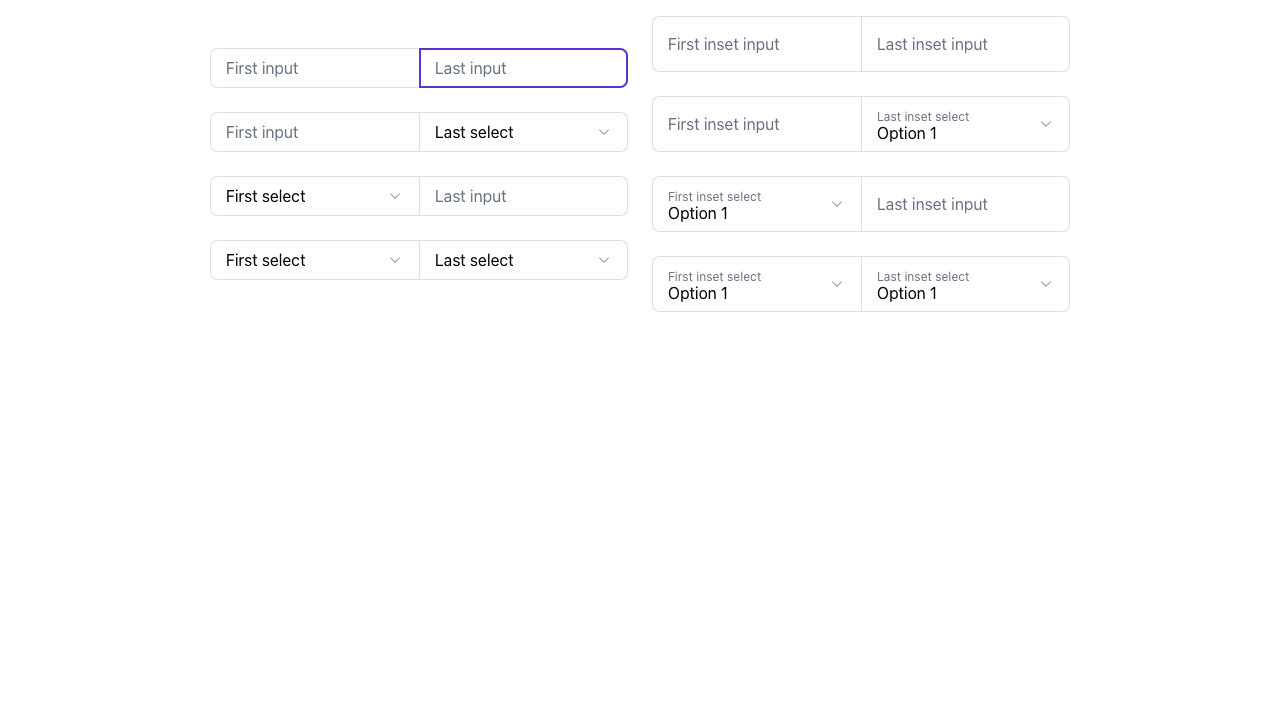 First input
Last input
First input
Last select
First select
Last input
First select
Last select
First inset input
Last inset input
First inset input
Last inset select
Option 1
First inset select
Option 1
Last inset input
First inset select
Option 1
Last inset select
Option 1